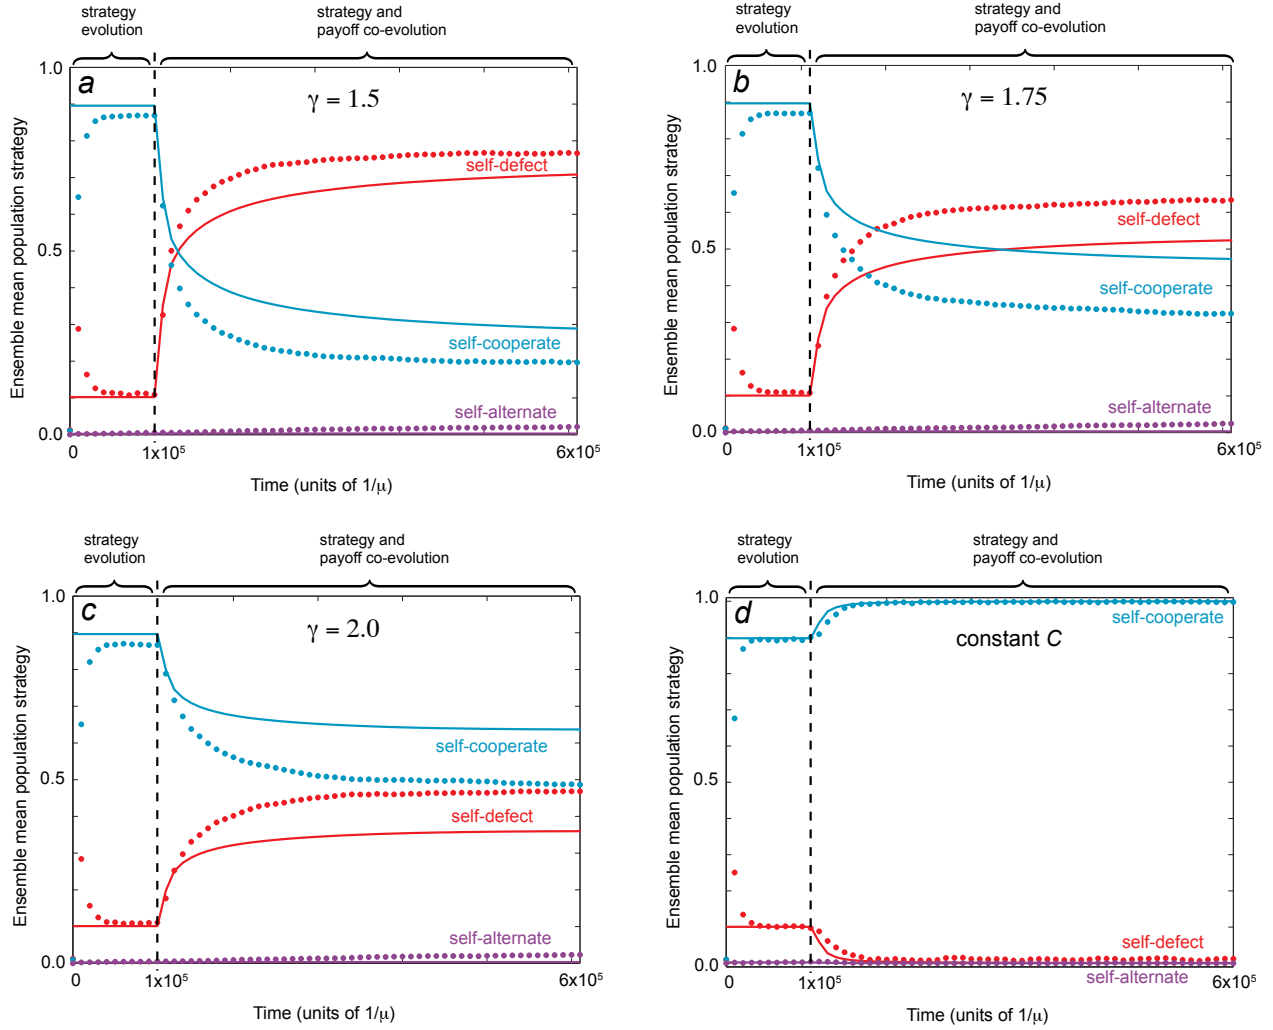 strategy
evolution
strategy and
payoff co-evolution
a
γ = 1.5
1.0
0.5
0.0
Ensemble mean population strategy
self-defect
self-cooperate
self-alternate
0
1x10⁵
6x10⁵
Time (units of 1/μ)
strategy
evolution
strategy and
payoff co-evolution
b
γ = 1.75
1.0
0.5
0.0
Ensemble mean population strategy
self-defect
self-cooperate
self-alternate
0
1x10⁵
6x10⁵
Time (units of 1/μ)
strategy
evolution
strategy and
payoff co-evolution
c
γ = 2.0
1.0
0.5
0.0
Ensemble mean population strategy
self-cooperate
self-defect
self-alternate
0
1x10⁵
6x10⁵
Time (units of 1/μ)
strategy
evolution
strategy and
payoff co-evolution
d
constant C
1.0
0.5
0.0
Ensemble mean population strategy
self-cooperate
self-defect
self-alternate
0
1x10⁵
6x10⁵
Time (units of 1/μ)